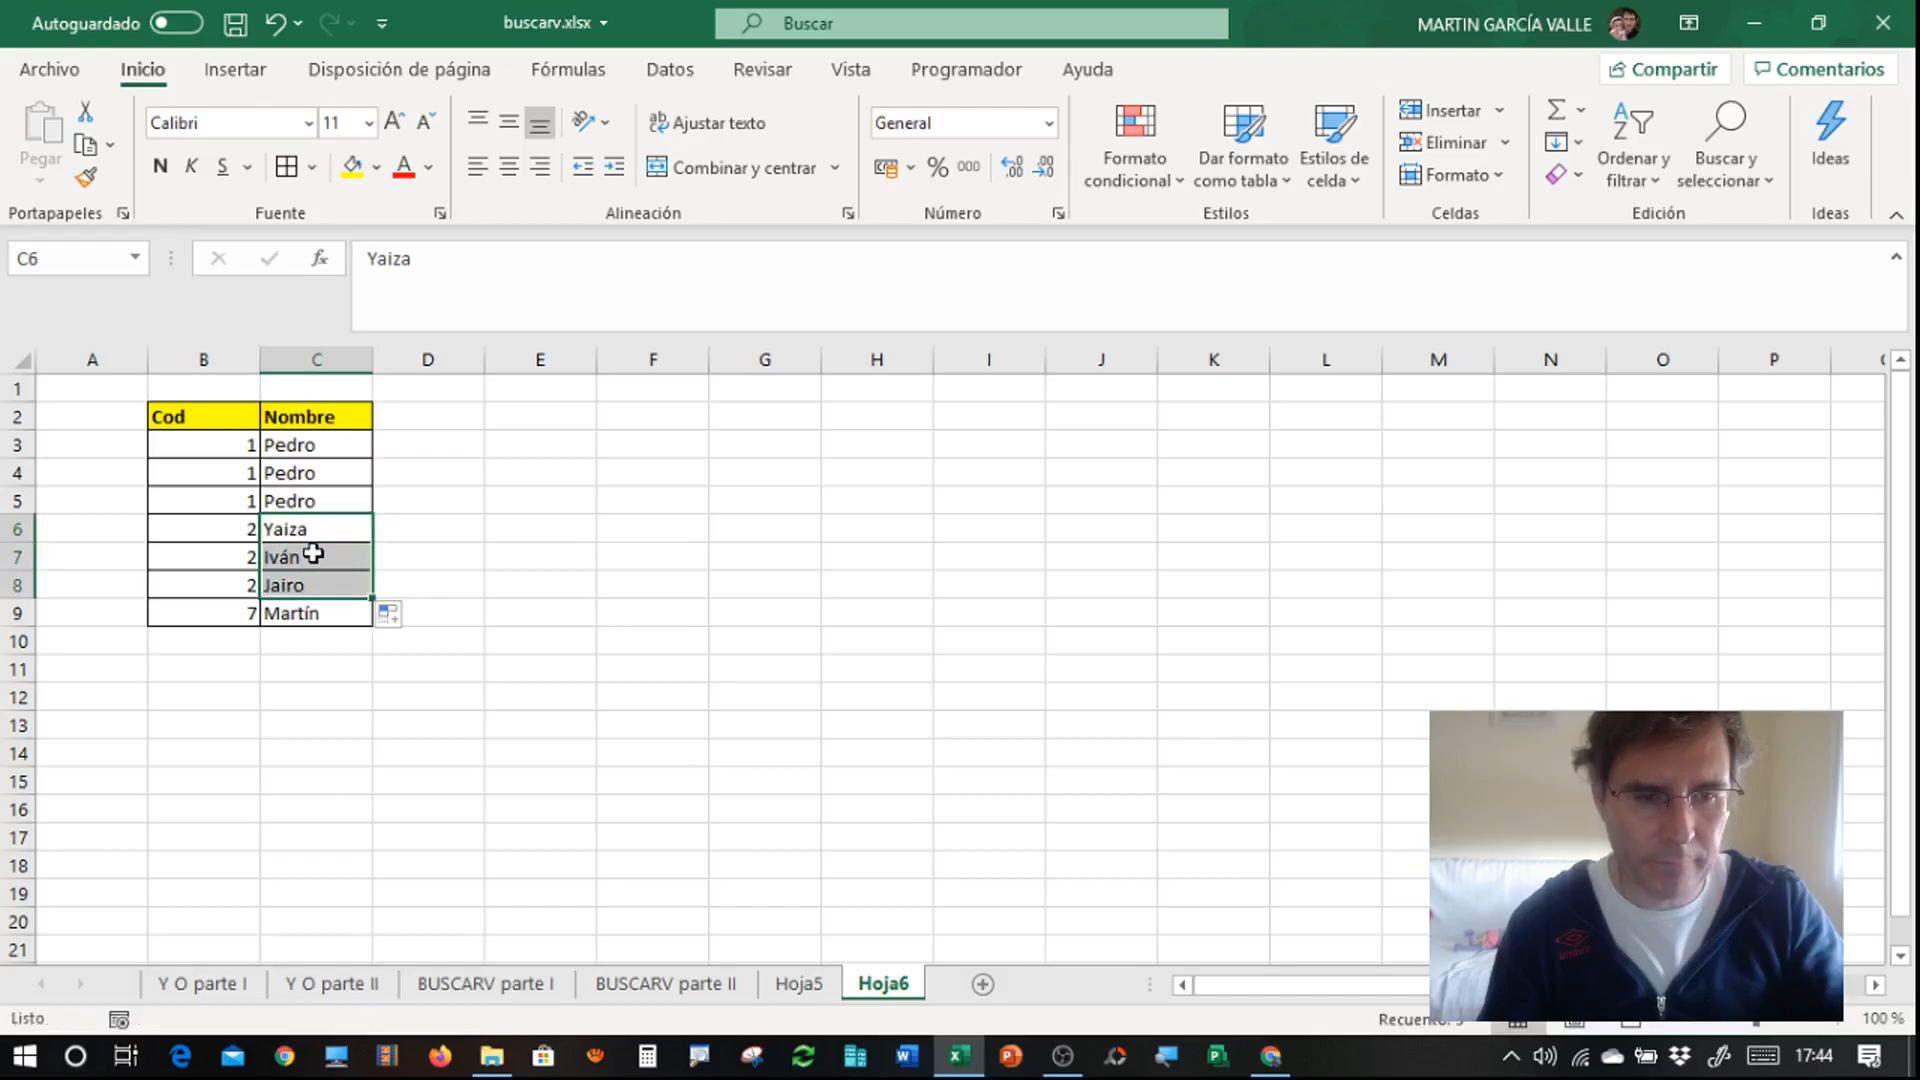 Autoguardado buscarv.xlsx Buscar MARTIN GARCÍA VALLE
Archivo Inicio Insertar Disposición de página Fórmulas Datos Revisar Vista Programador Ayuda Compartir Comentarios
Pegar
Calibri 11
N K S
Ajustar texto
Combinar y centrar
General
% 000
Formato condicional
Dar formato como tabla
Estilos de celda
Insertar
Eliminar
Formato
Ordenar y filtrar
Buscar y seleccionar
Ideas
Portapapeles Fuente Alineación Número Estilos Celdas Edición Ideas
C6 fx Yaiza
A B C D E F G H I J K L M N O P
1
2 Cod Nombre
3 1 Pedro
4 1 Pedro
5 1 Pedro
6 2 Yaiza
7 2 Iván
8 2 Jairo
9 7 Martín
10
11
12
13
14
15
16
17
18
19
20
21
Y O parte I Y O parte II BUSCARV parte I BUSCARV parte II Hoja5 Hoja6
Listo 100 %
17:44